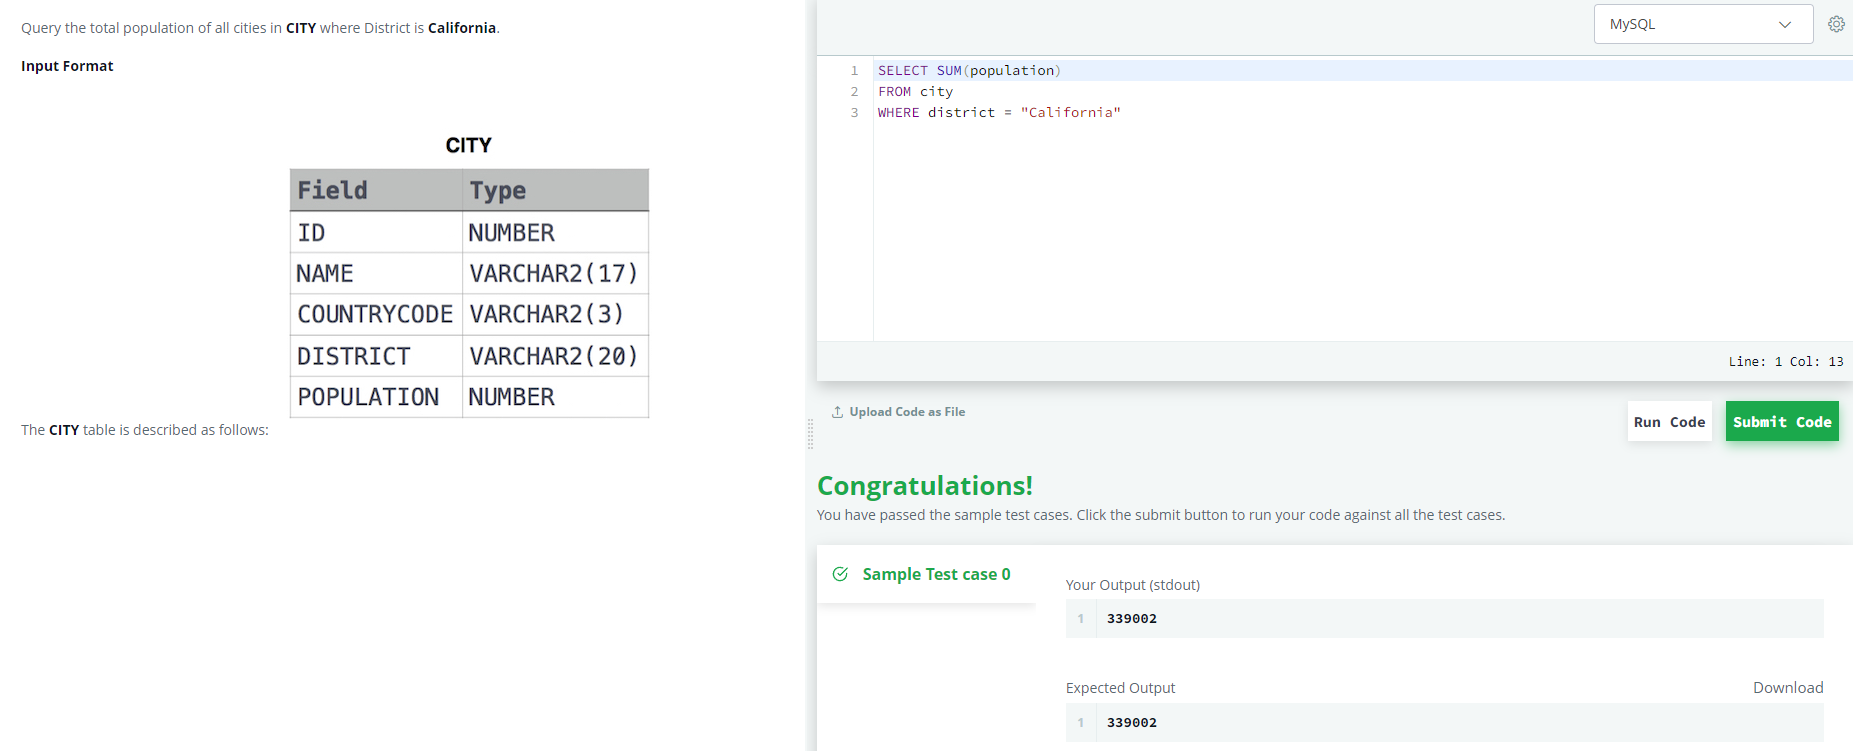 Query the total population of all cities in CITY where District is California.
Input Format
CITY
Field Type
ID NUMBER
NAME VARCHAR2(17)
COUNTRYCODE VARCHAR2(3)
DISTRICT VARCHAR2(20)
POPULATION NUMBER
The CITY table is described as follows:
MySQL
1 SELECT SUM(population)
2 FROM city
3 WHERE district = "California"
Line: 1 Col: 13
Upload Code as File
Run Code
Submit Code
Congratulations!
You have passed the sample test cases. Click the submit button to run your code against all the test cases.
Sample Test case 0
Your Output (stdout)
1 339002
Expected Output Download
1 339002